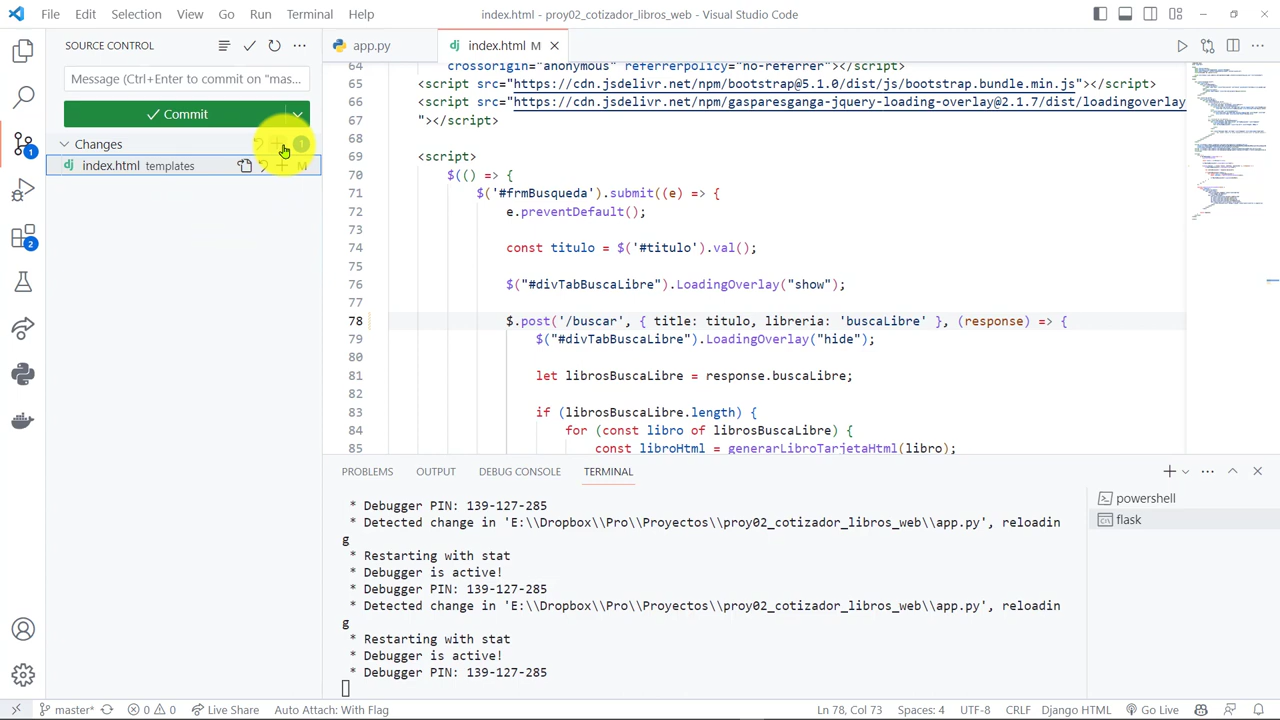 File Edit Selection View Go Run Terminal Help
index.html - proy02_cotizador_libros_web - Visual Studio Code
SOURCE CONTROL
app.py
index.html M
Message (Ctrl+Enter to commit on "mas...
Commit
Changes
index.html templates
1
2
64 crossorigin="anonymous" referrerpolicy="no-referrer"></script>
65 <script src="https://cdn.jsdelivr.net/npm/bootstrap@5.2.0/dist/js/bootstrap.bundle.min.js">
66 <script src="https://cdn.jsdelivr.net/npm/gasparesganga-jquery-loading-overlay@2.1.7/dist/loadingoverlay
67 ></script>
68
69 <script>
70 $(() => {
71 $('#frmBusqueda').submit((e) => {
72 e.preventDefault();
73
74 const titulo = $('#titulo').val();
75
76 $("#divTabBuscaLibre").LoadingOverlay("show");
77
78 $.post('/buscar', { title: titulo, libreria: 'buscaLibre' }, (response) => {
79 $("#divTabBuscaLibre").LoadingOverlay("hide");
80
81 let librosBuscaLibre = response.buscaLibre;
82
83 if (librosBuscaLibre.length) {
84 for (const libro of librosBuscaLibre) {
85 const libroHtml = generarLibroTarjetaHtml(libro);
PROBLEMS OUTPUT DEBUG CONSOLE TERMINAL
* Debugger PIN: 139-127-285
* Detected change in 'E:\\Dropbox\\Pro\\Proyectos\\proy02_cotizador_libros_web\\app.py', reloadin
g
* Restarting with stat
* Debugger is active!
* Debugger PIN: 139-127-285
* Detected change in 'E:\\Dropbox\\Pro\\Proyectos\\proy02_cotizador_libros_web\\app.py', reloadin
g
* Restarting with stat
* Debugger is active!
* Debugger PIN: 139-127-285
powershell
flask
master* 0 0 Live Share Auto Attach: With Flag
Ln 78, Col 73 Spaces: 4 UTF-8 CRLF Django HTML Go Live